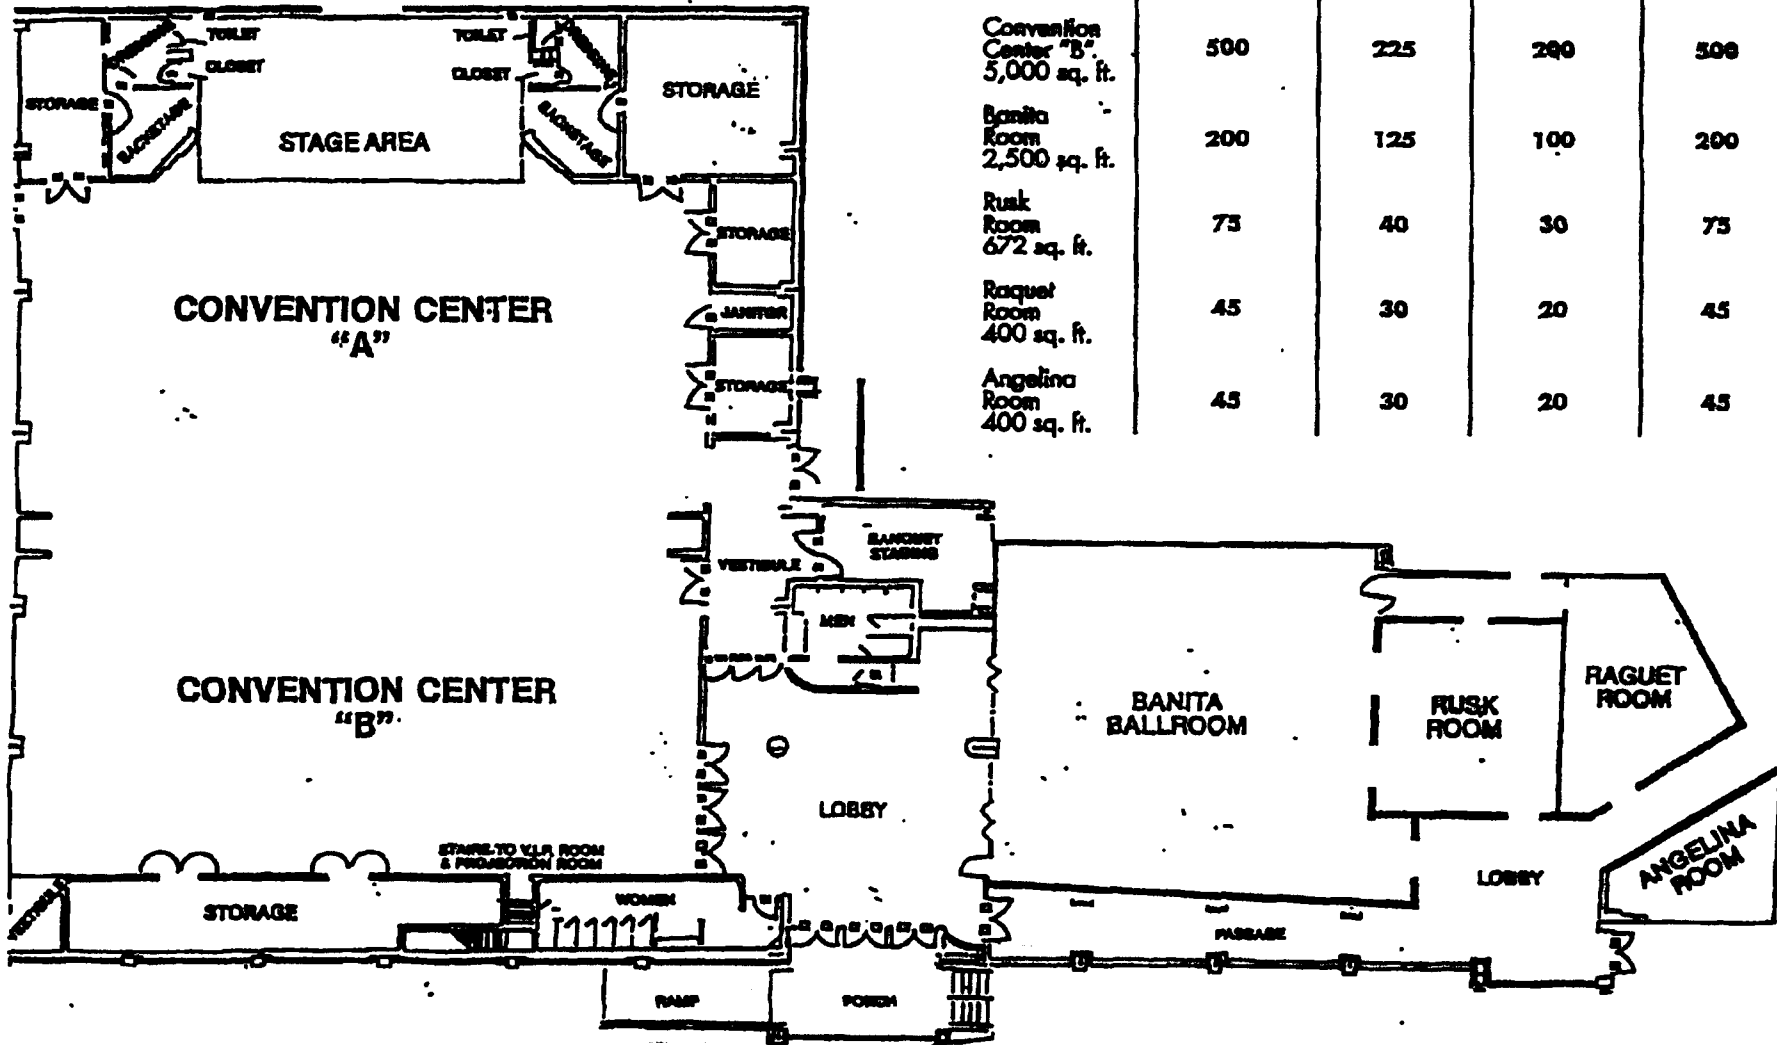 TOILET
CLOSET
STORAGE
BACKSTAGE
STAGE AREA
TOILET
CLOSET
BACKSTAGE
STORAGE
STORAGE
JANITOR
STORAGE
CONVENTION CENTER
“A”
Convention
Center "B".
5,000 sq. ft.
500
225
200
500
Banita
Room
2,500 sq. ft.
200
125
100
200
Rusk
Room
672 sq. ft.
75
40
30
75
Raquet
Room
400 sq. ft.
45
30
20
45
Angelina
Room
400 sq. ft.
45
30
20
45
VESTIBULE
BANQUET
STAGING
MEN
CONVENTION CENTER
“B”
LOBBY
BANITA
BALLROOM
RUSK
ROOM
RAGUET
ROOM
ANGELINA
ROOM
LOBBY
STAIRS TO V.I.P. ROOM
& PROJECTION ROOM
VESTIBULE
STORAGE
WOMEN
PASSAGE
RAMP
PORCH